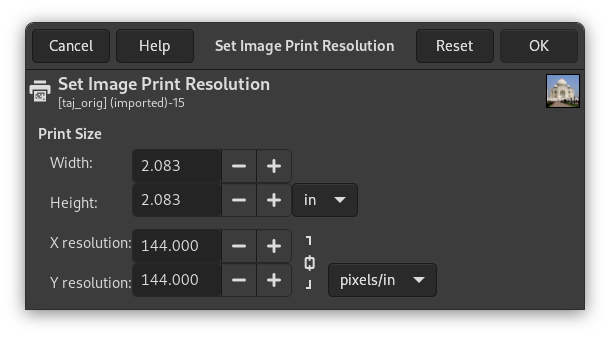 Cancel Help Set Image Print Resolution Reset OK
Set Image Print Resolution
[taj_orig] (imported)-15
Print Size
Width: 2.083
Height: 2.083 in
X resolution: 144.000
Y resolution: 144.000 pixels/in